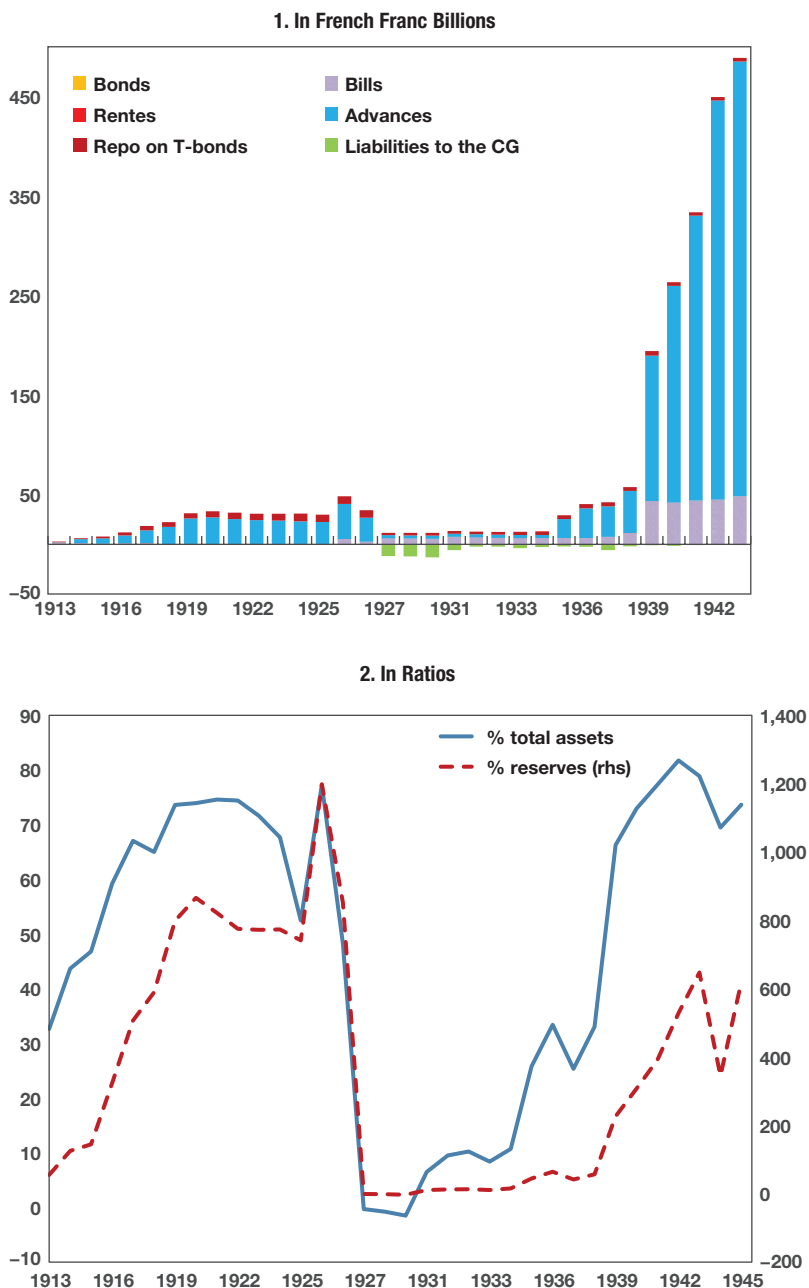 1. In French Franc Billions
Bonds
Bills
Rentes
Advances
Repo on T-bonds
Liabilities to the CG
450
350
250
150
50
−50
1913 1916 1919 1922 1925 1927 1931 1933 1936 1939 1942
2. In Ratios
% total assets
% reserves (rhs)
90 1,400
80 1,200
70 1,000
60 800
50
40 600
30 400
20 200
10
0 0
−10 −200
1913 1916 1919 1922 1925 1927 1931 1933 1936 1939 1942 1945